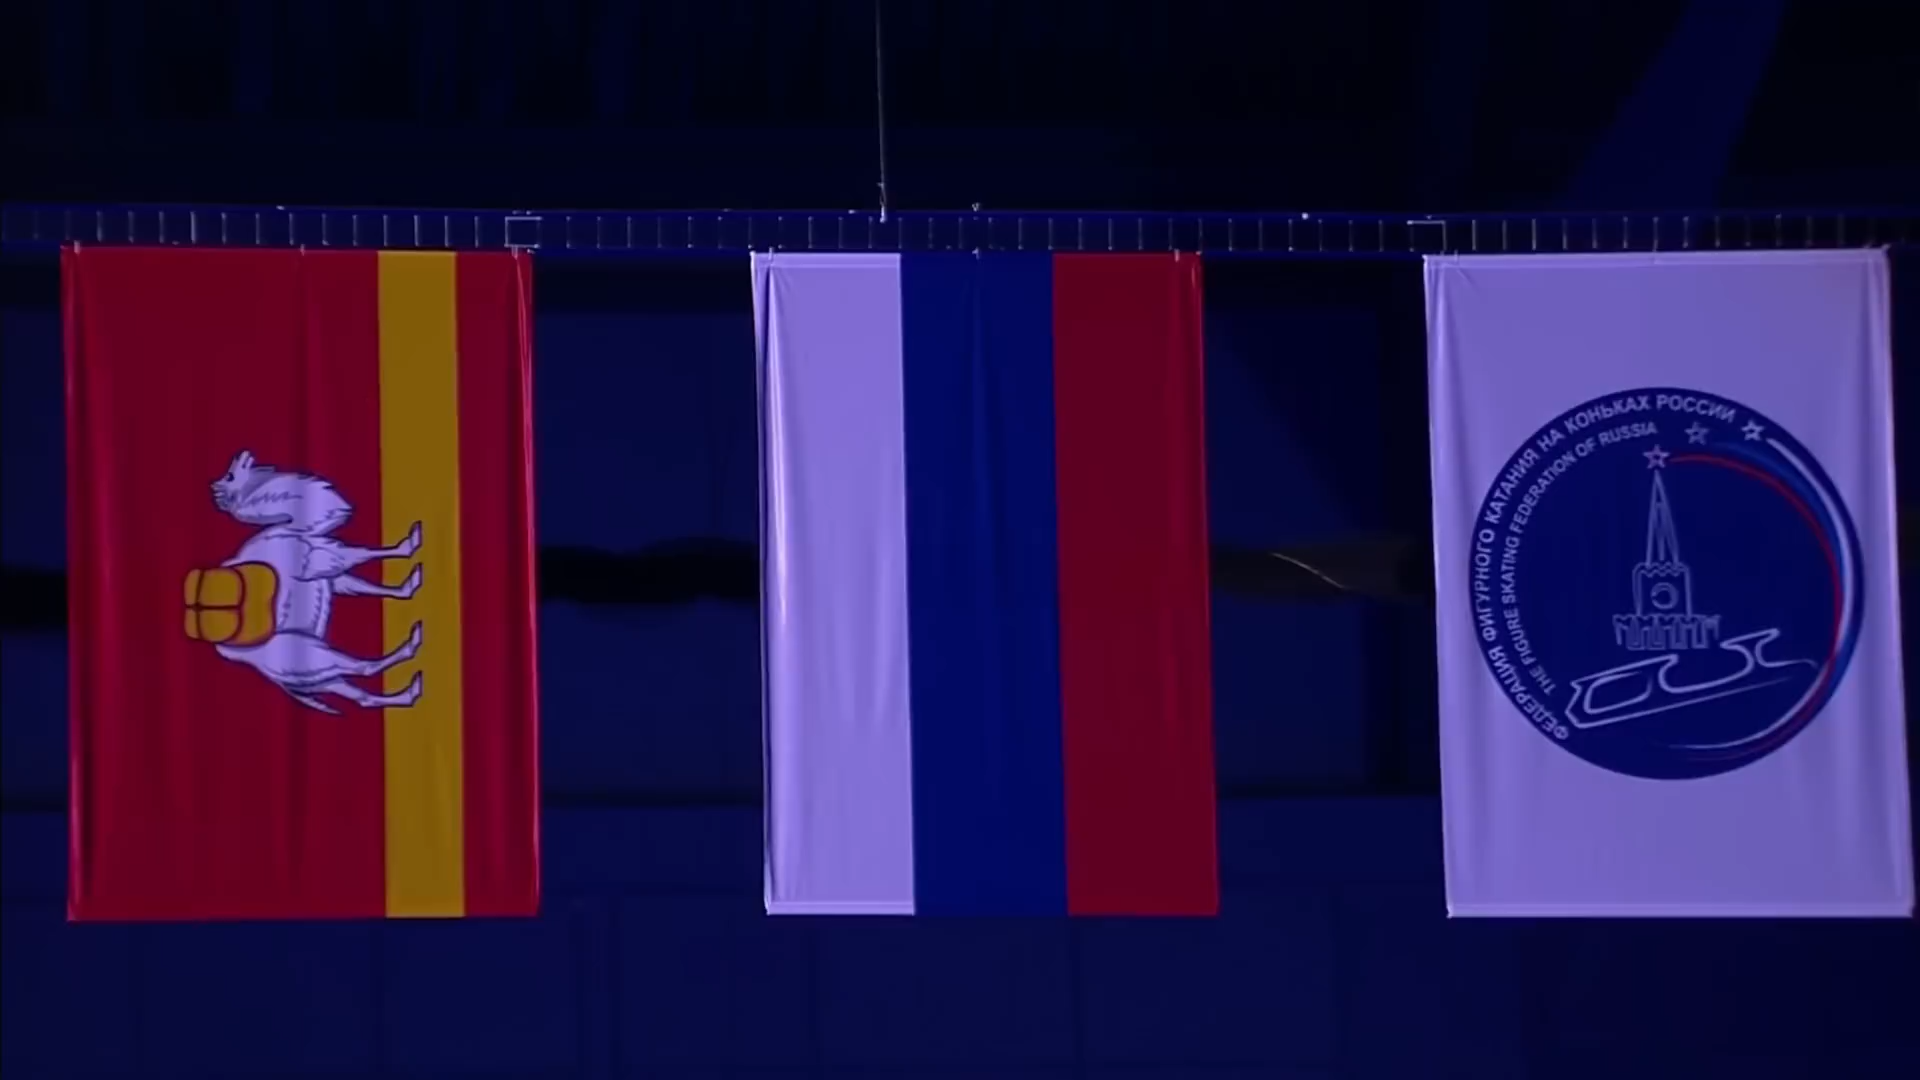 ФЕДЕРАЦИЯ ФИГУРНОГО КАТАНИЯ НА КОНЬКАХ РОССИИ
THE FIGURE SKATING FEDERATION OF RUSSIA